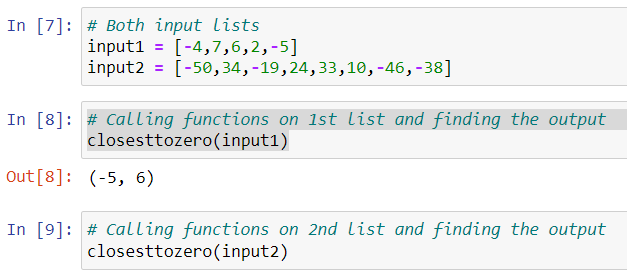 In [7]: # Both input lists
input1 = [-4,7,6,2,-5]
input2 = [-50,34,-19,24,33,10,-46,-38]
In [8]: # Calling functions on 1st list and finding the output
closesttozero(input1)
Out[8]: (-5, 6)
In [9]: # Calling functions on 2nd list and finding the output
closesttozero(input2)